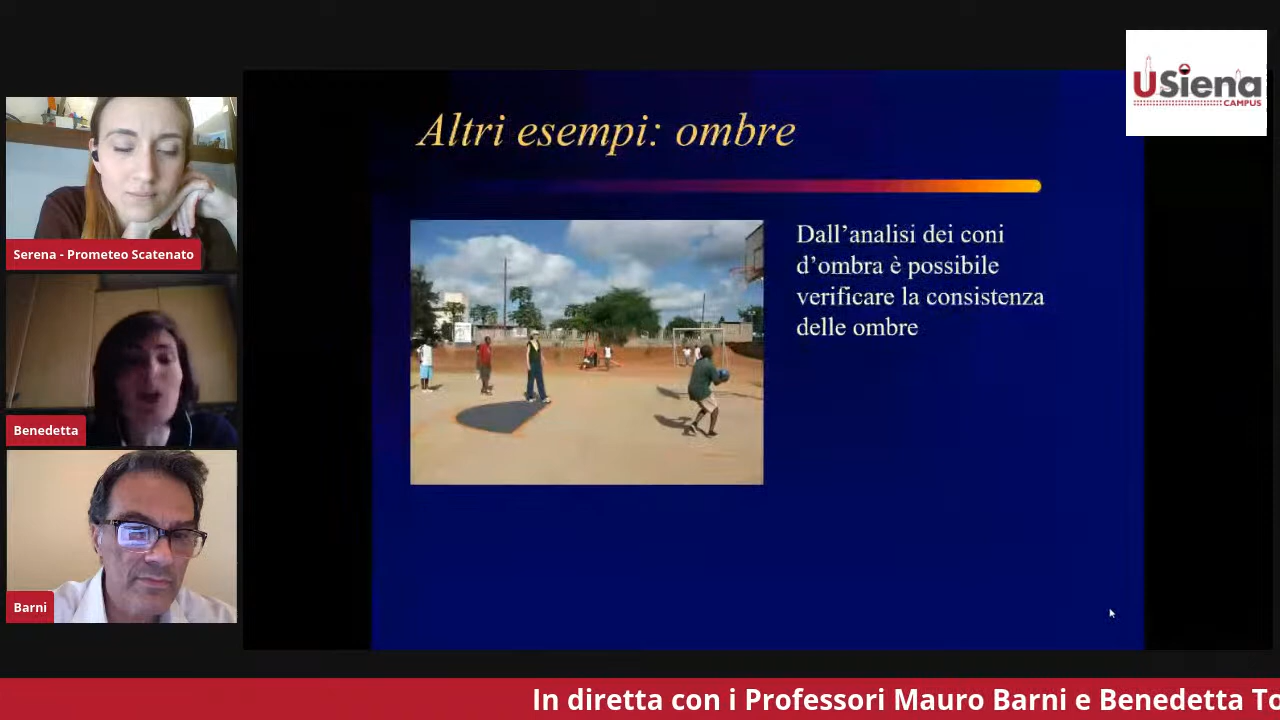 USiena
CAMPUS
Altri esempi: ombre
Dall'analisi dei coni
d'ombra è possibile
verificare la consistenza
delle ombre
Serena - Prometeo Scatenato
Benedetta
Barni
In diretta con i Professori Mauro Barni e Benedetta To